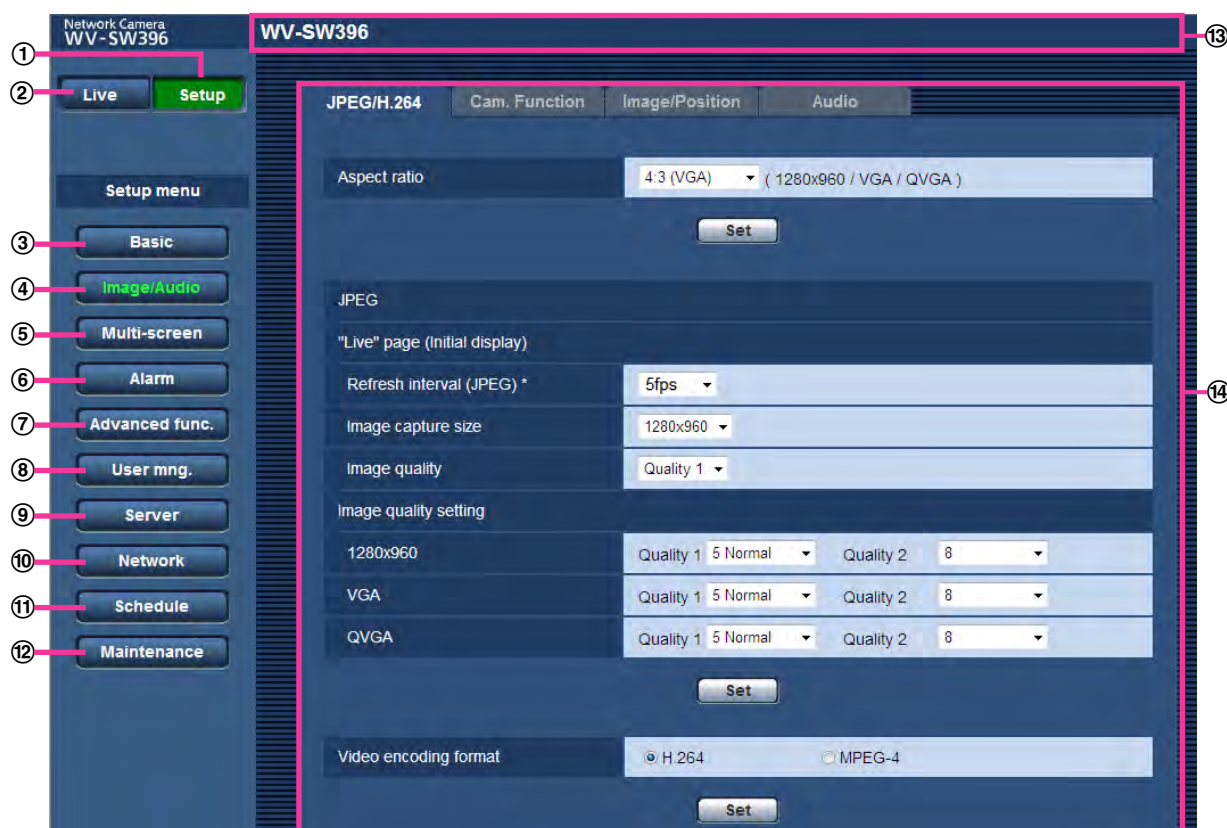 Network Camera
WV-SW396
WV-SW396
⑬
①
② Live Setup
JPEG/H.264 Cam. Function Image/Position Audio
Setup menu
Aspect ratio 4:3 (VGA) ( 1280x960 / VGA / QVGA )
Set
③ Basic
④ Image/Audio
JPEG
⑤ Multi-screen
"Live" page (Initial display)
⑥ Alarm
Refresh interval (JPEG) * 5fps
⑭
⑦ Advanced func.
Image capture size 1280x960
⑧ User mng.
Image quality Quality 1
⑨ Server
Image quality setting
⑩ Network
1280x960 Quality 1 5 Normal Quality 2 8
⑪ Schedule
VGA Quality 1 5 Normal Quality 2 8
⑫ Maintenance
QVGA Quality 1 5 Normal Quality 2 8
Set
Video encoding format H.264 MPEG-4
Set